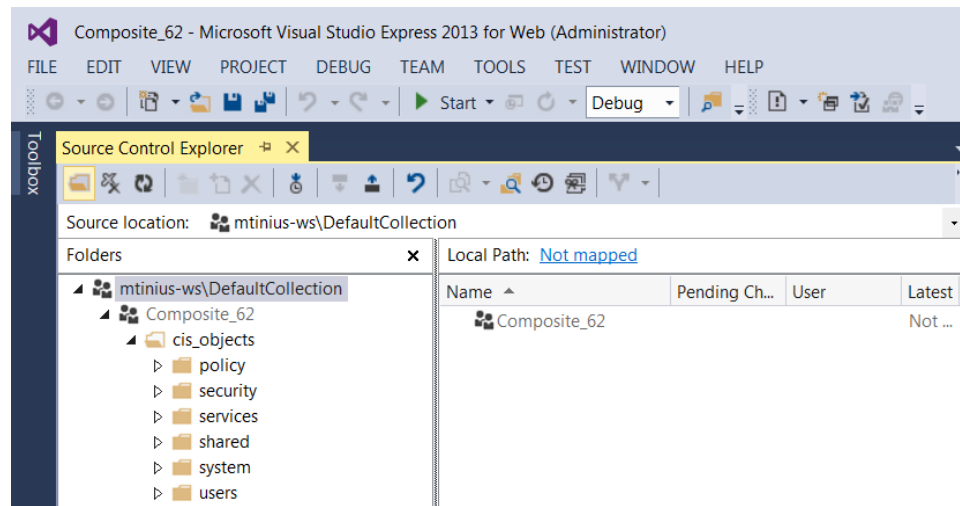 Composite_62 - Microsoft Visual Studio Express 2013 for Web (Administrator)
FILE EDIT VIEW PROJECT DEBUG TEAM TOOLS TEST WINDOW HELP
Start Debug
Toolbox
Source Control Explorer
Source location: mtinius-ws\DefaultCollection
Folders
Local Path: Not mapped
mtinius-ws\DefaultCollection
Name Pending Ch... User Latest
Composite_62
Composite_62 Not ...
cis_objects
policy
security
services
shared
system
users